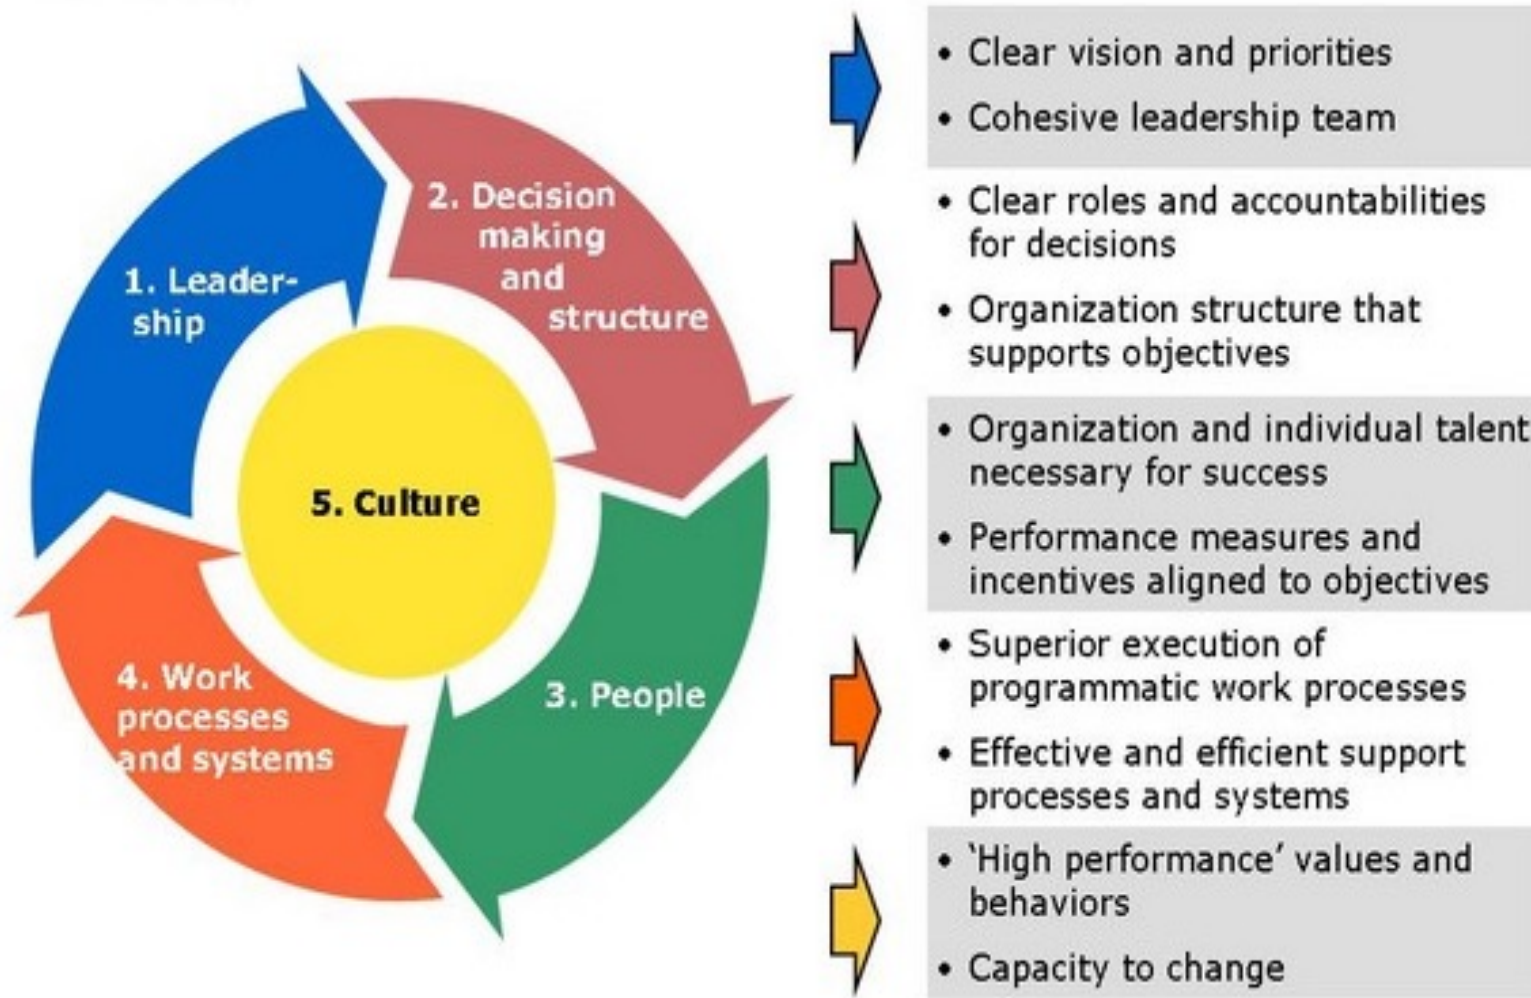 1. Leader-
ship
2. Decision
making
and
structure
3. People
4. Work
processes
and systems
5. Culture
• Clear vision and priorities
• Cohesive leadership team
• Clear roles and accountabilities
for decisions
• Organization structure that
supports objectives
• Organization and individual talent
necessary for success
• Performance measures and
incentives aligned to objectives
• Superior execution of
programmatic work processes
• Effective and efficient support
processes and systems
• ‘High performance’ values and
behaviors
• Capacity to change